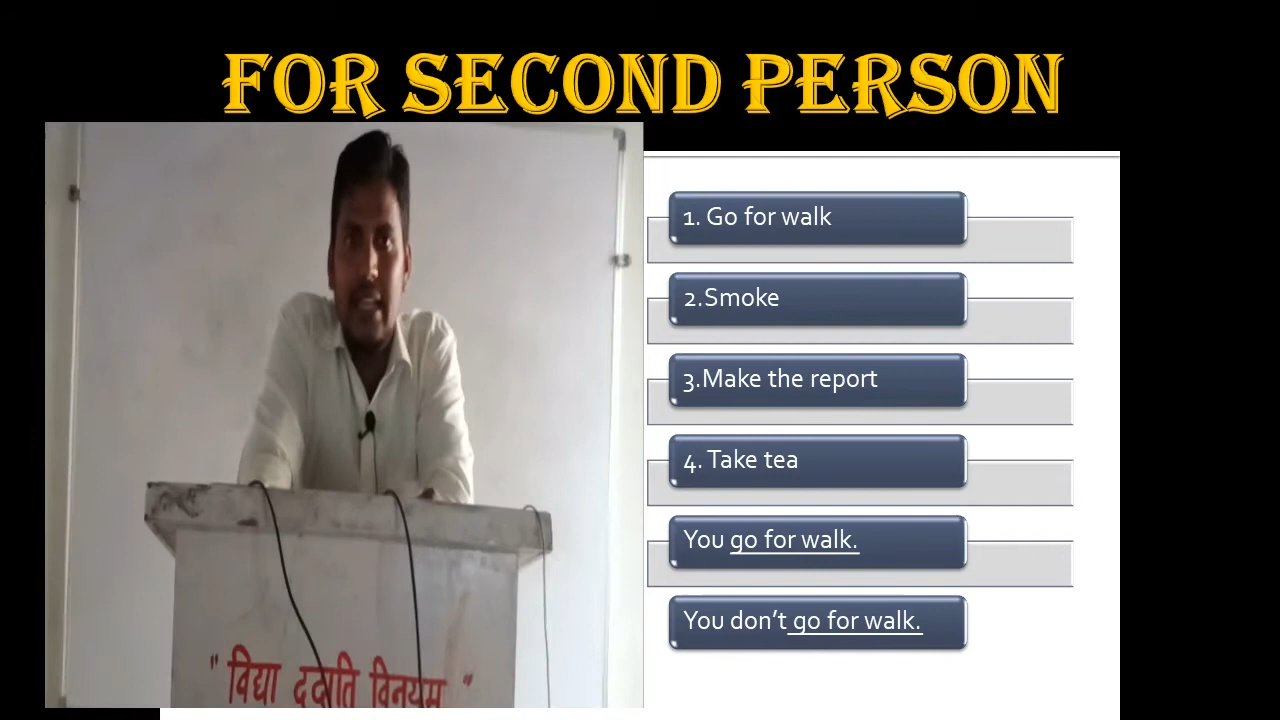 FOR SECOND PERSON
1. Go for walk
2.Smoke
3.Make the report
4. Take tea
You go for walk.
You don't go for walk.
" विद्या ददाति विनयम "